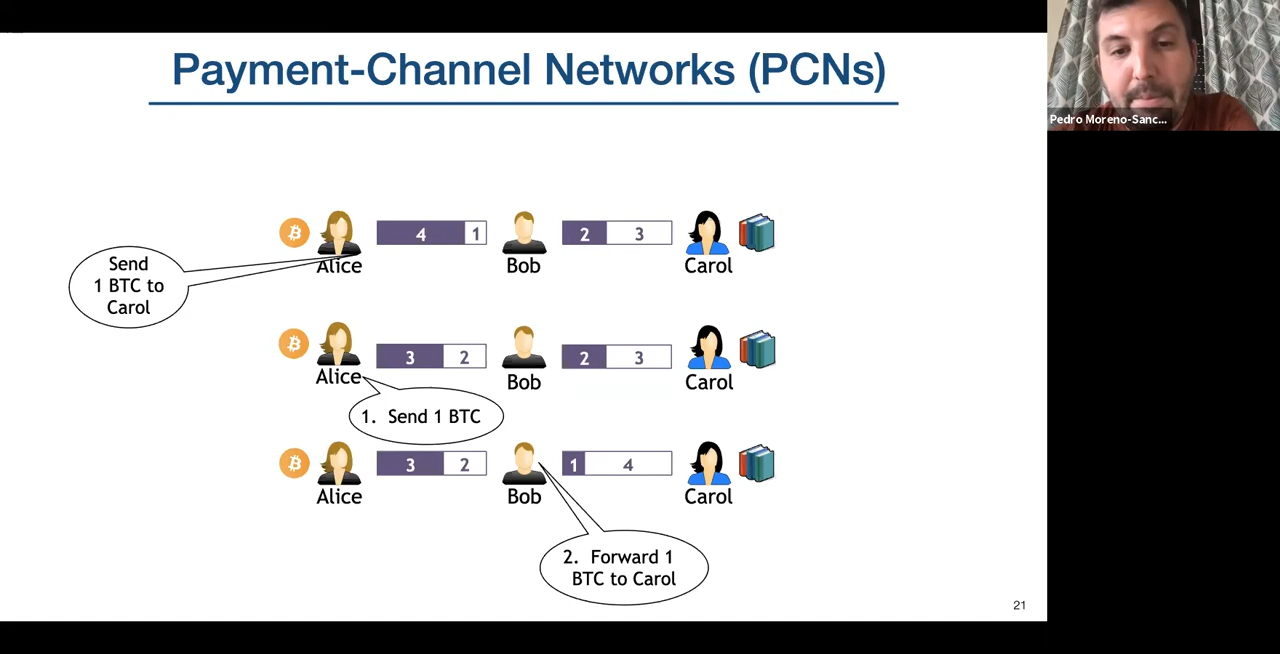 Payment-Channel Networks (PCNs)
Pedro Moreno-Sanc...
4 1
2 3
Alice
Bob
Carol
Send
1 BTC to
Carol
3 2
2 3
Alice
Bob
Carol
1. Send 1 BTC
3 2
1 4
Alice
Bob
Carol
2. Forward 1
BTC to Carol
21